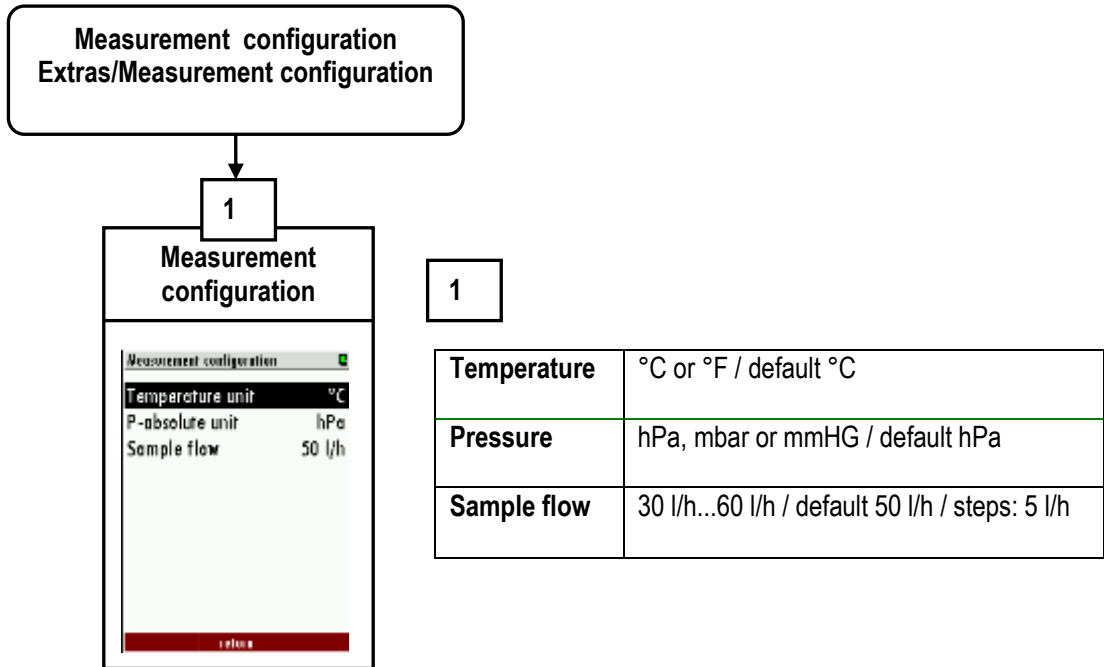 Measurement configuration
Extras/Measurement configuration
1
Measurement
configuration
Measurement configuration
Temperature unit °C
P-absolute unit hPa
Sample flow 50 l/h
return
1
Temperature °C or °F / default °C
Pressure hPa, mbar or mmHG / default hPa
Sample flow 30 l/h...60 l/h / default 50 l/h / steps: 5 l/h